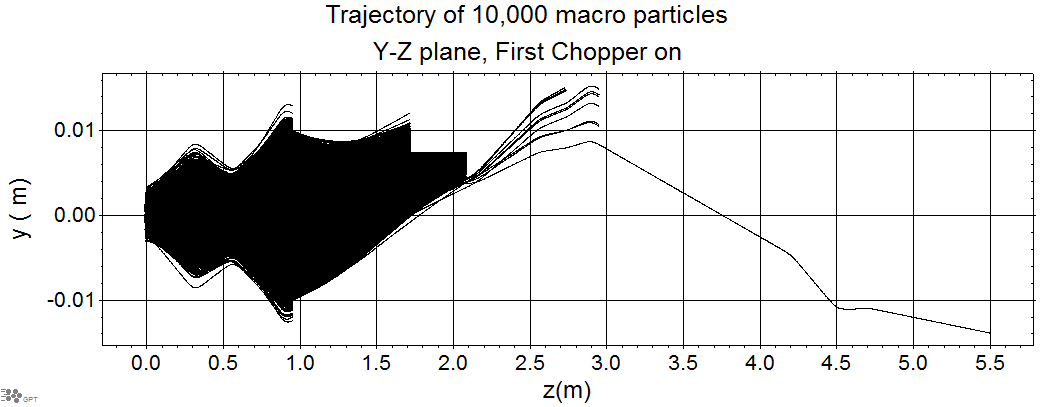 Trajectory of 10,000 macro particles
Y-Z plane, First Chopper on
0.01
0.00
-0.01
y ( m)
0.0 0.5 1.0 1.5 2.0 2.5 3.0 3.5 4.0 4.5 5.0 5.5
z(m)
GPT